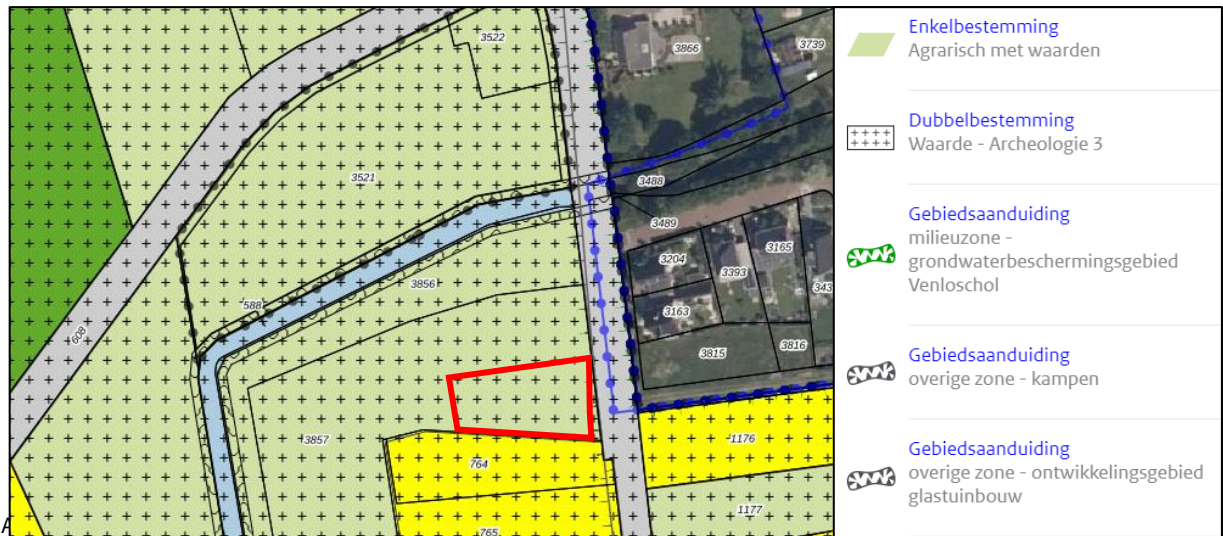 3522
3866
3739
3521
3488
3489
3204
3165
3393
343
3856
588
3163
608
3815
3816
3857
1176
764
1177
765
A
Enkelbestemming
Agrarisch met waarden
Dubbelbestemming
Waarde - Archeologie 3
Gebiedsaanduiding
milieuzone -
grondwaterbeschermingsgebied
Venloschol
Gebiedsaanduiding
overige zone - kampen
Gebiedsaanduiding
overige zone - ontwikkelingsgebied
glastuinbouw